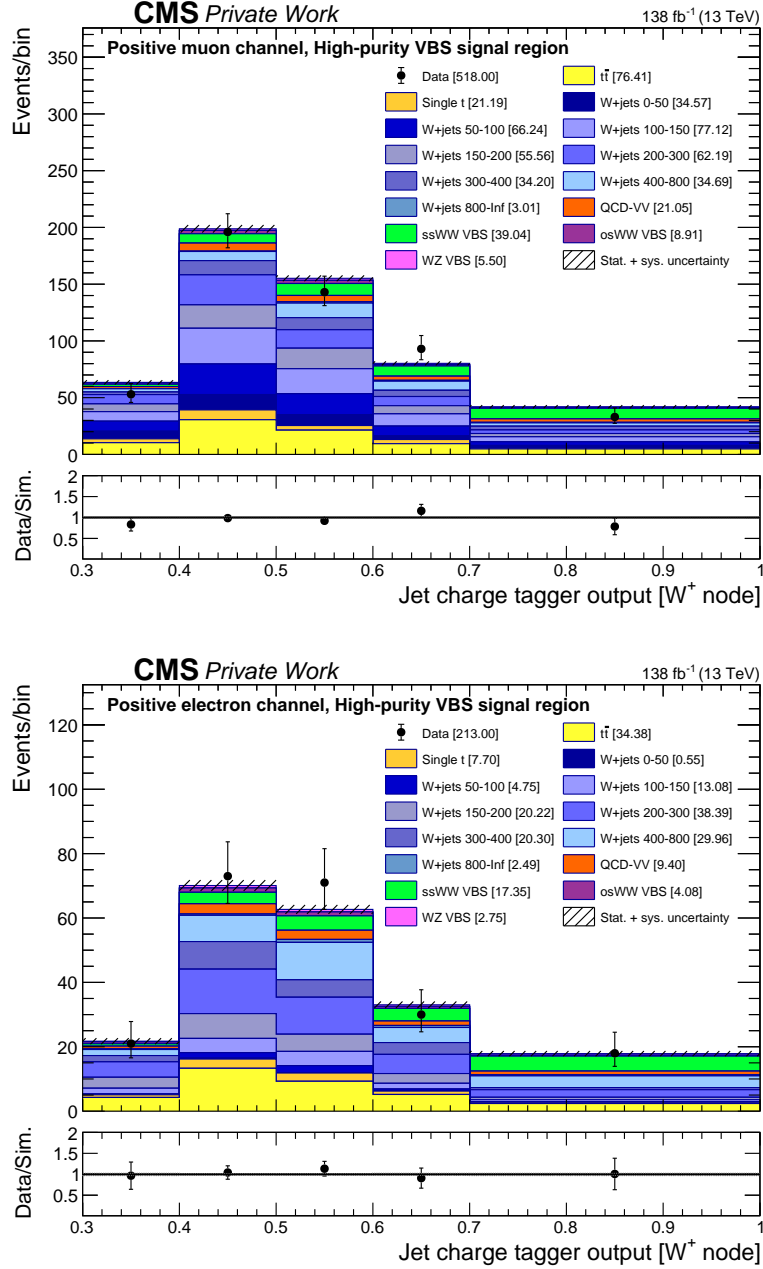 CMS Private Work 138 fb⁻¹ (13 TeV)
Positive muon channel, High-purity VBS signal region
Events/bin
350
300
250
200
150
100
50
0
Data [518.00] tt̄ [76.41]
Single t [21.19] W+jets 0-50 [34.57]
W+jets 50-100 [66.24] W+jets 100-150 [77.12]
W+jets 150-200 [55.56] W+jets 200-300 [62.19]
W+jets 300-400 [34.20] W+jets 400-800 [34.69]
W+jets 800-Inf [3.01] QCD-VV [21.05]
ssWW VBS [39.04] osWW VBS [8.91]
WZ VBS [5.50] Stat. + sys. uncertainty
Data/Sim.
2
1.5
1
0.5
0.3 0.4 0.5 0.6 0.7 0.8 0.9 1
Jet charge tagger output [W⁺ node]
CMS Private Work 138 fb⁻¹ (13 TeV)
Positive electron channel, High-purity VBS signal region
Events/bin
120
100
80
60
40
20
0
Data [213.00] tt̄ [34.38]
Single t [7.70] W+jets 0-50 [0.55]
W+jets 50-100 [4.75] W+jets 100-150 [13.08]
W+jets 150-200 [20.22] W+jets 200-300 [38.39]
W+jets 300-400 [20.30] W+jets 400-800 [29.96]
W+jets 800-Inf [2.49] QCD-VV [9.40]
ssWW VBS [17.35] osWW VBS [4.08]
WZ VBS [2.75] Stat. + sys. uncertainty
Data/Sim.
2
1.5
1
0.5
0.3 0.4 0.5 0.6 0.7 0.8 0.9 1
Jet charge tagger output [W⁺ node]